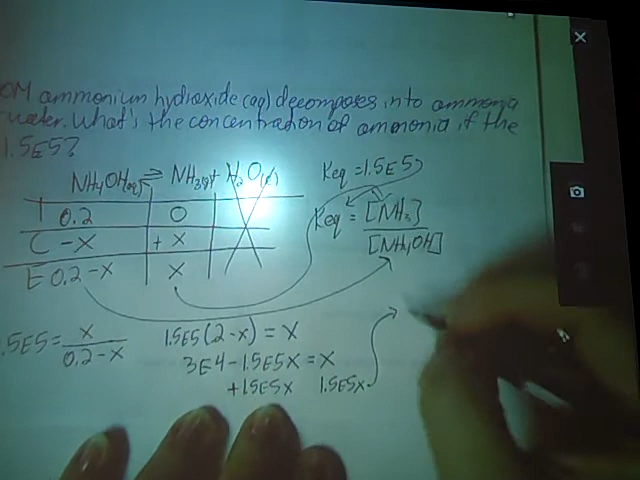 0M ammonium hydroxide (aq) decomposes into ammonia
water. What's the concentration of ammonia if the
1.5E5?
NH4OH(aq) ⇌ NH3(g) + H2O(l)
Keq = 1.5E5
I 0.2 0
C -x + x
E 0.2-x x
Keq = [NH3] / [NH4OH]
.5E5 = x / 0.2-x
1.5E5(2-x) = x
3E4-1.5E5x = x
+1.5E5x 1.5E5x